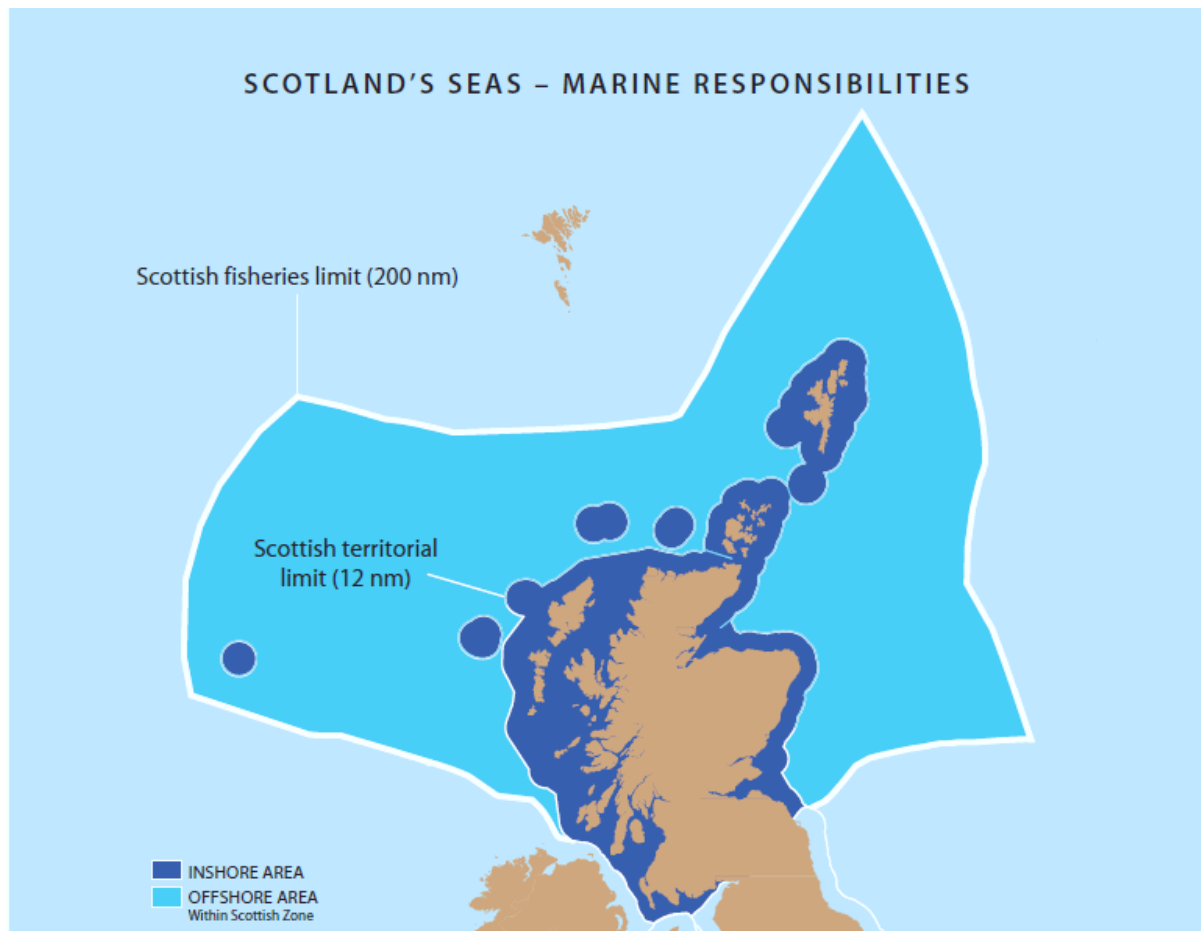 SCOTLAND’S SEAS – MARINE RESPONSIBILITIES
Scottish fisheries limit (200 nm)
Scottish territorial
limit (12 nm)
INSHORE AREA
OFFSHORE AREA
Within Scottish Zone